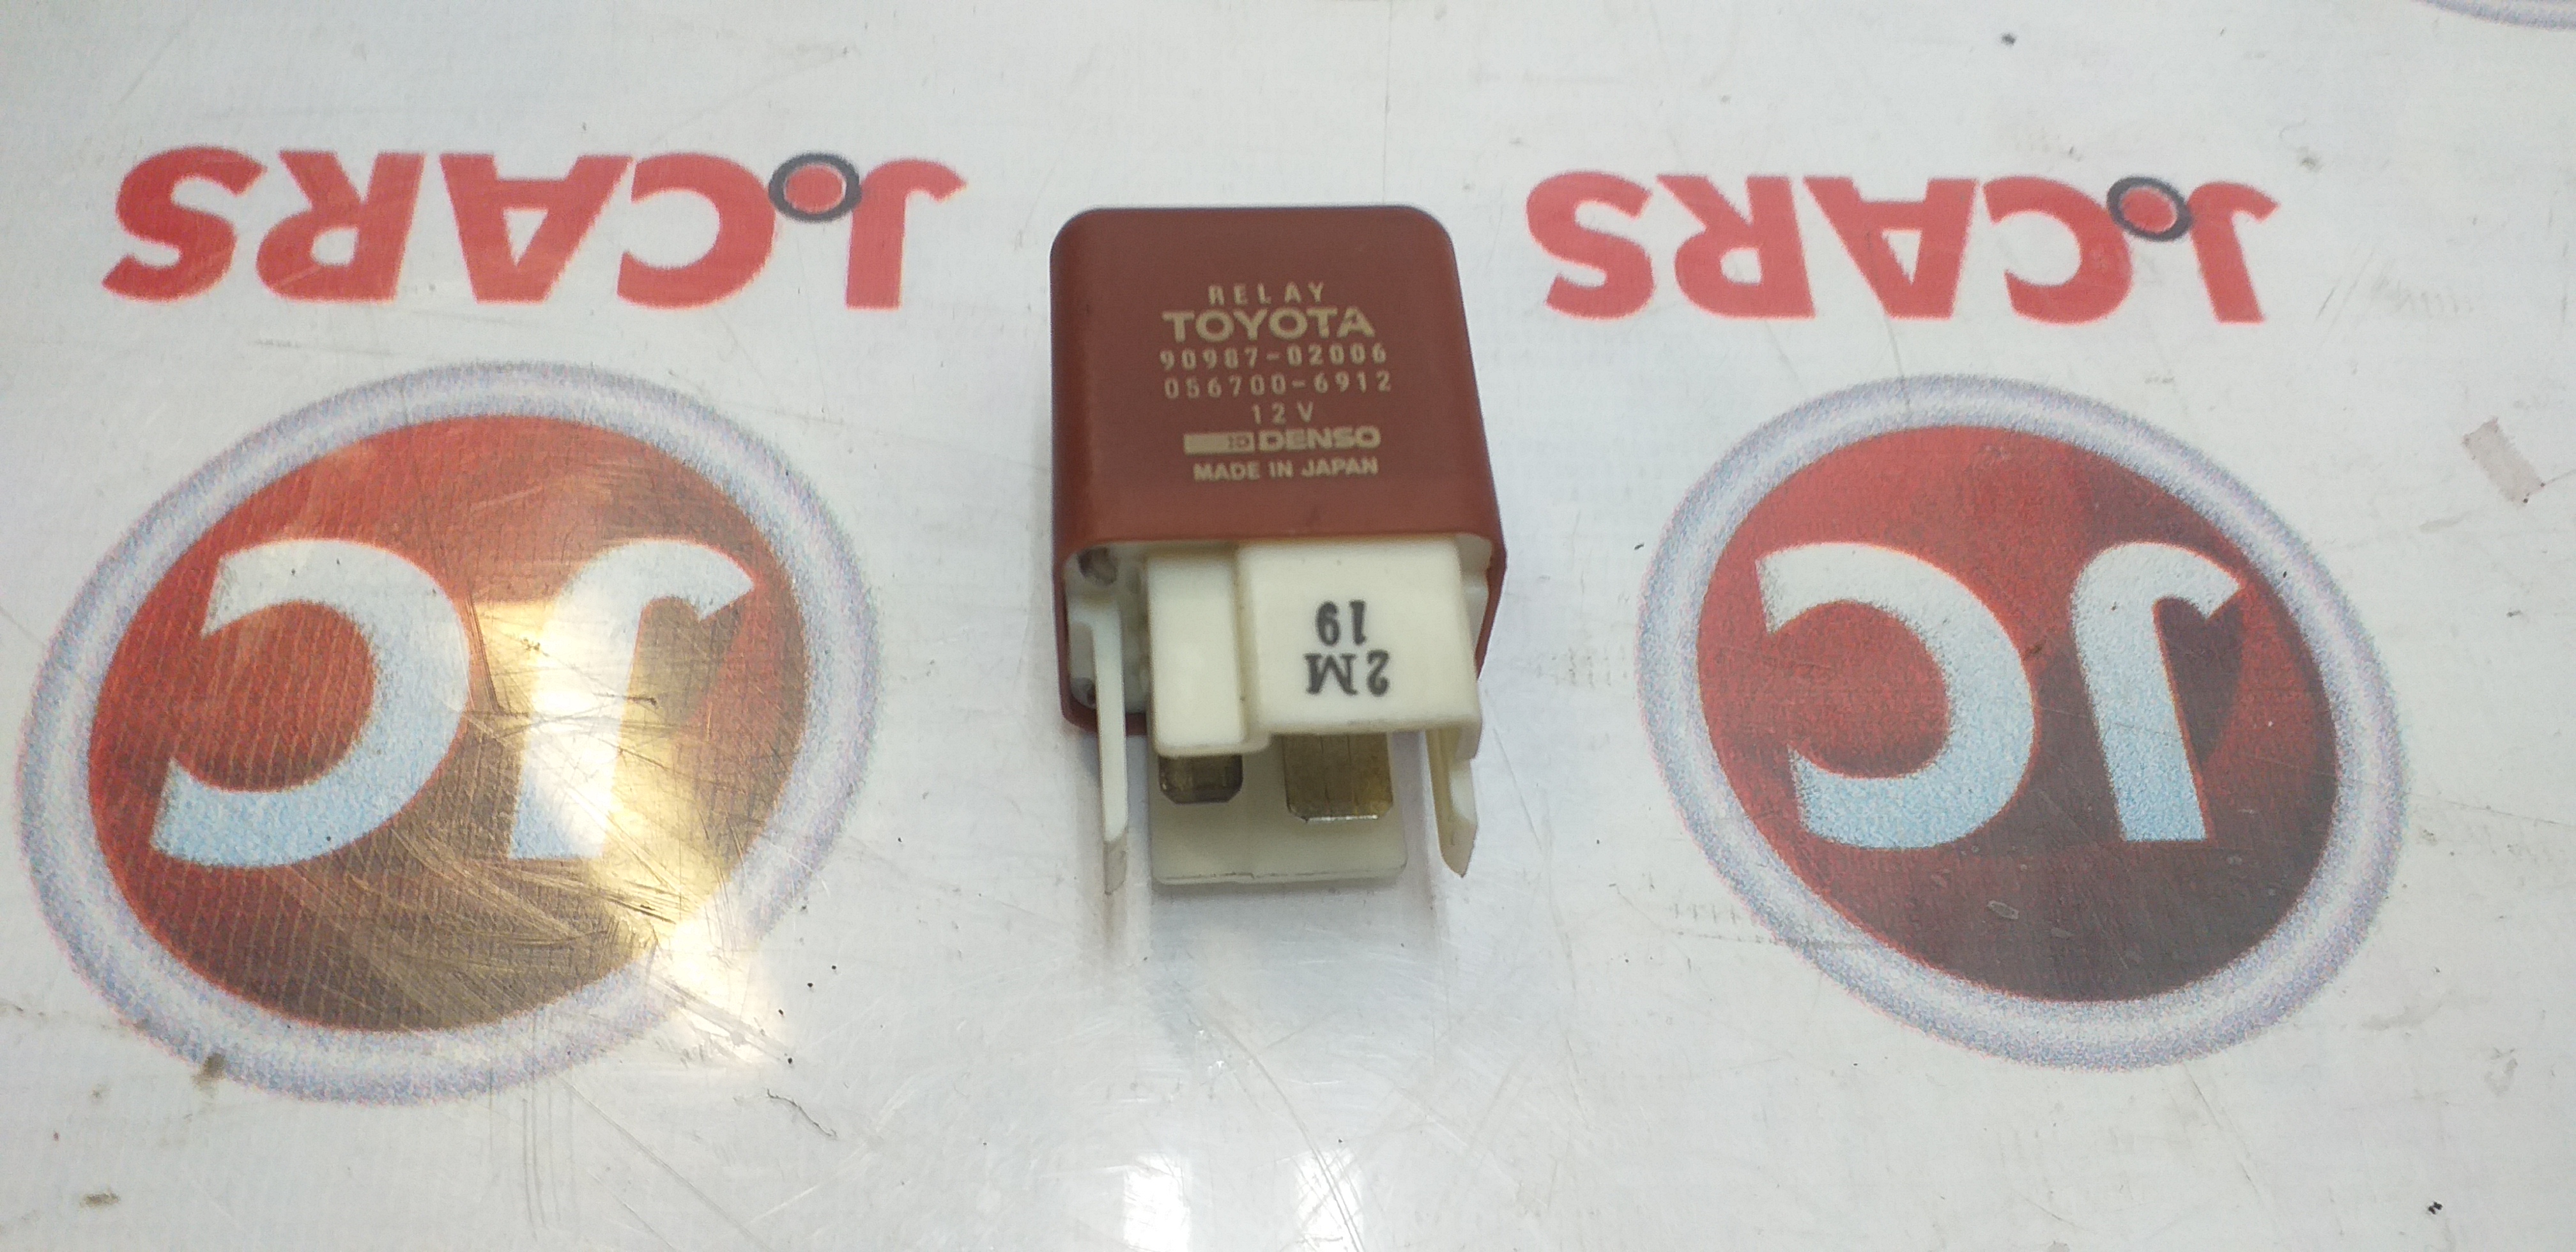 J.CARS
J.CARS
RELAY
TOYOTA
90987-02006
056700-6912
12V
DENSO
MADE IN JAPAN
2M
19
JC
JC